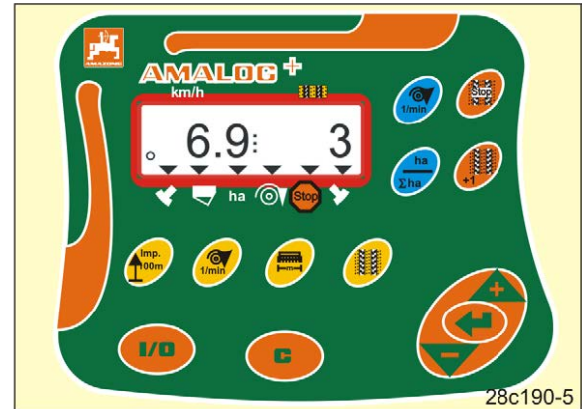 AMAZONE
AMALOG+
km/h
6.9 3
ha Stop
1/min
Stop
ha
Σha
+1
Imp.
100m
1/min
m
I/O
C
+
-
28c190-5